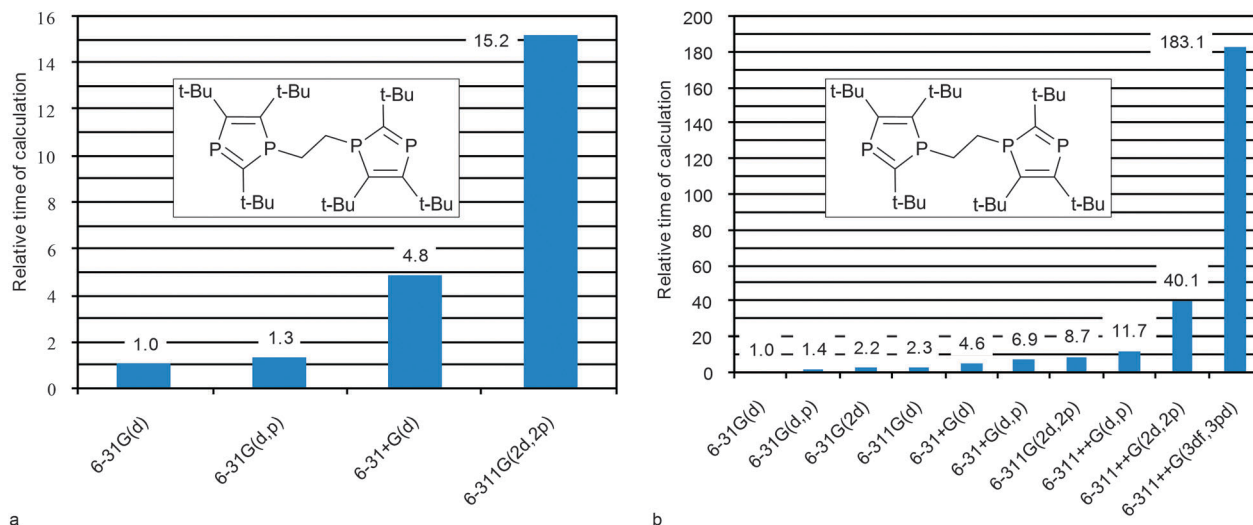 Relative time of calculation
16
14
12
10
8
6
4
2
0
1.0
1.3
4.8
15.2
t-Bu
t-Bu
t-Bu
P
P
P
P
t-Bu
t-Bu
t-Bu
6-31G(d)
6-31G(d,p)
6-31+G(d)
6-311G(2d,2p)
a
Relative time of calculation
200
180
160
140
120
100
80
60
40
20
0
1.0
1.4
2.2
2.3
4.6
6.9
8.7
11.7
40.1
183.1
t-Bu
t-Bu
t-Bu
P
P
P
P
t-Bu
t-Bu
t-Bu
6-31G(d)
6-31G(d,p)
6-31G(2d)
6-311G(d)
6-31+G(d)
6-31+G(d,p)
6-311G(2d,2p)
6-311++G(d,p)
6-311++G(2d,2p)
6-311++G(3df,3pd)
b